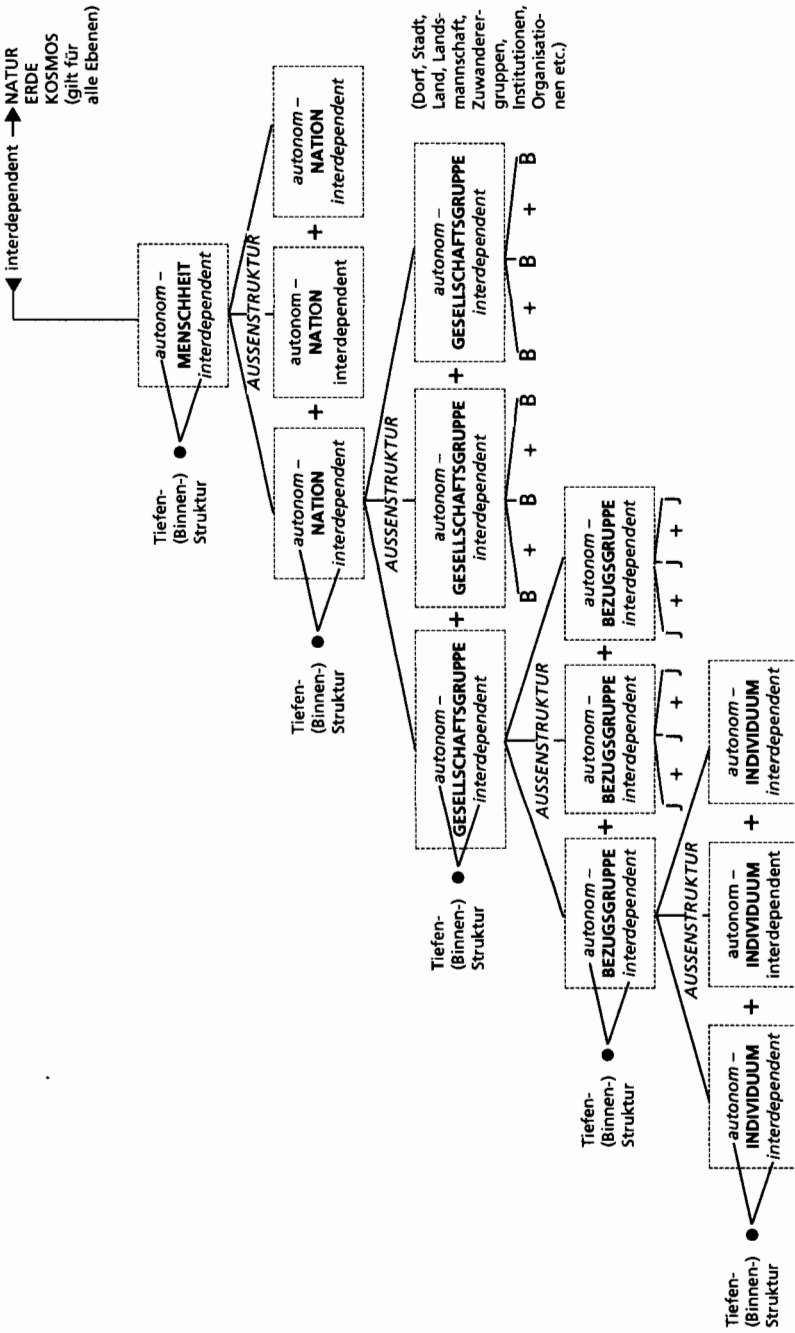 interdependent
NATUR
ERDE
KOSMOS
(gilt für
alle Ebenen)
Tiefen-
(Binnen-)
Struktur
autonom –
MENSCHHEIT
interdependent
AUSSENSTRUKTUR
Tiefen-
(Binnen-)
Struktur
autonom –
NATION
interdependent
+
autonom –
NATION
interdependent
+
autonom –
NATION
interdependent
AUSSENSTRUKTUR
Tiefen-
(Binnen-)
Struktur
autonom –
GESELLSCHAFTSGRUPPE
interdependent
+
autonom –
GESELLSCHAFTSGRUPPE
interdependent
+
autonom –
GESELLSCHAFTSGRUPPE
interdependent
(Dorf, Stadt,
Land, Lands-
mannschaft,
Zuwanderer-
gruppen,
Institutionen,
Organisatio-
nen etc.)
B + B + B
B + B + B
AUSSENSTRUKTUR
Tiefen-
(Binnen-)
Struktur
autonom –
BEZUGSGRUPPE
interdependent
+
autonom –
BEZUGSGRUPPE
interdependent
+
autonom –
BEZUGSGRUPPE
interdependent
J + J + J
J + J + J
AUSSENSTRUKTUR
Tiefen-
(Binnen-)
Struktur
autonom –
INDIVIDUUM
interdependent
+
autonom –
INDIVIDUUM
interdependent
+
autonom –
INDIVIDUUM
interdependent